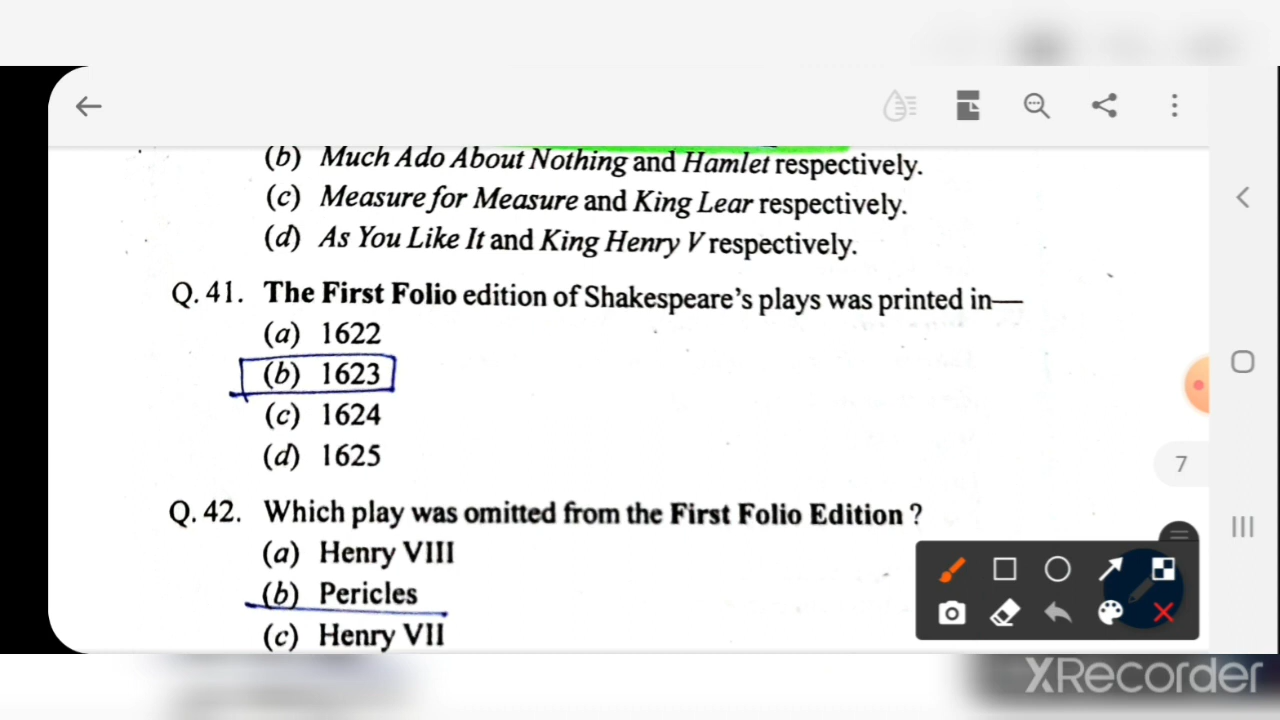 (b) Much Ado About Nothing and Hamlet respectively.
(c) Measure for Measure and King Lear respectively.
(d) As You Like It and King Henry V respectively.
Q. 41. The First Folio edition of Shakespeare's plays was printed in—
(a) 1622
(b) 1623
(c) 1624
(d) 1625
7
Q. 42. Which play was omitted from the First Folio Edition ?
(a) Henry VIII
(b) Pericles
(c) Henry VII
XRecorder